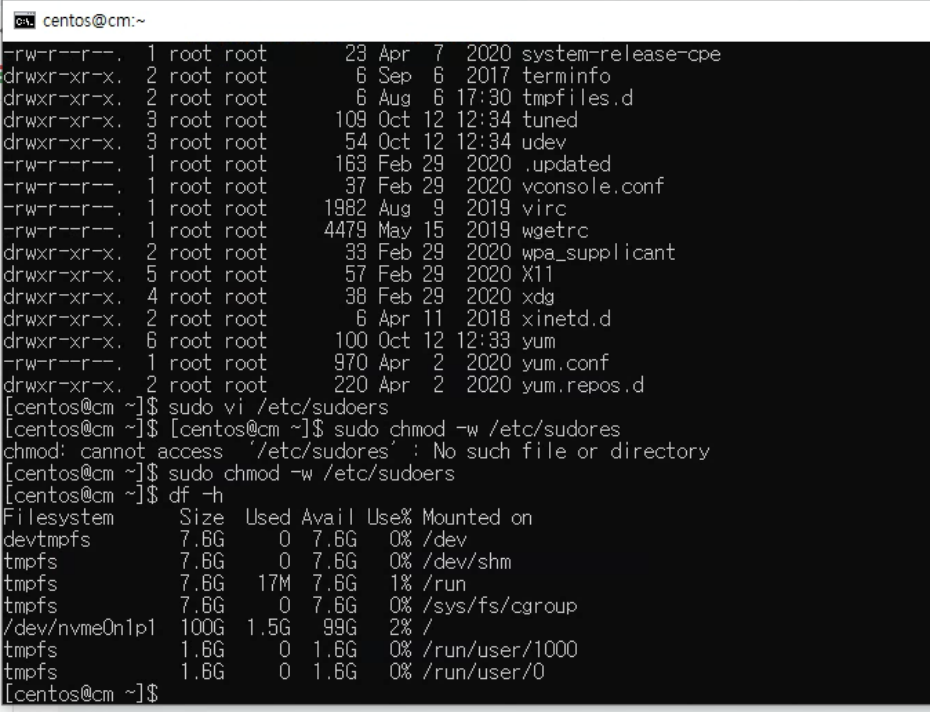 centos@cm:~
-rw-r--r--. 1 root root 23 Apr 7 2020 system-release-cpe
drwxr-xr-x. 2 root root 6 Sep 6 2017 terminfo
drwxr-xr-x. 2 root root 6 Aug 6 17:30 tmpfiles.d
drwxr-xr-x. 3 root root 109 Oct 12 12:34 tuned
drwxr-xr-x. 3 root root 54 Oct 12 12:34 udev
-rw-r--r--. 1 root root 163 Feb 29 2020 .updated
-rw-r--r--. 1 root root 37 Feb 29 2020 vconsole.conf
-rw-r--r--. 1 root root 1982 Aug 9 2019 virc
-rw-r--r--. 1 root root 4479 May 15 2019 wgetrc
drwxr-xr-x. 2 root root 33 Feb 29 2020 wpa_supplicant
drwxr-xr-x. 5 root root 57 Feb 29 2020 X11
drwxr-xr-x. 4 root root 38 Feb 29 2020 xdg
drwxr-xr-x. 2 root root 6 Apr 11 2018 xinetd.d
drwxr-xr-x. 6 root root 100 Oct 12 12:33 yum
-rw-r--r--. 1 root root 970 Apr 2 2020 yum.conf
drwxr-xr-x. 2 root root 220 Apr 2 2020 yum.repos.d
[centos@cm ~]$ sudo vi /etc/sudoers
[centos@cm ~]$ [centos@cm ~]$ sudo chmod -w /etc/sudores
chmod: cannot access ‘/etc/sudores’: No such file or directory
[centos@cm ~]$ sudo chmod -w /etc/sudoers
[centos@cm ~]$ df -h
Filesystem Size Used Avail Use% Mounted on
devtmpfs 7.6G 0 7.6G 0% /dev
tmpfs 7.6G 0 7.6G 0% /dev/shm
tmpfs 7.6G 17M 7.6G 1% /run
tmpfs 7.6G 0 7.6G 0% /sys/fs/cgroup
/dev/nvme0n1p1 100G 1.5G 99G 2% /
tmpfs 1.6G 0 1.6G 0% /run/user/1000
tmpfs 1.6G 0 1.6G 0% /run/user/0
[centos@cm ~]$